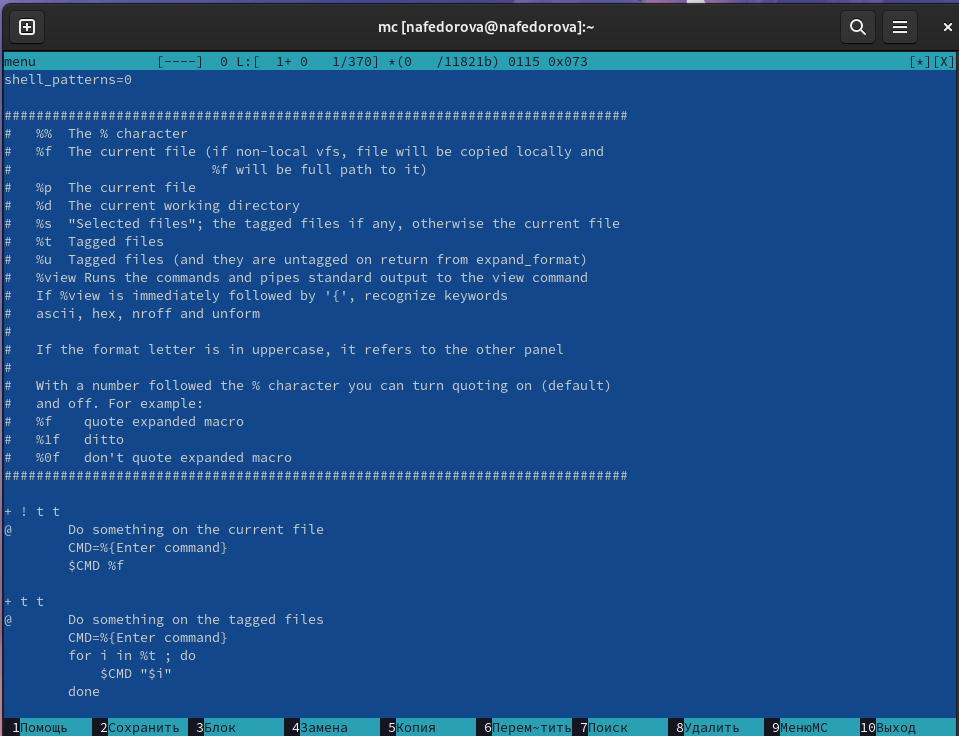 mc [nafedorova@nafedorova]:~
menu [----] 0 L:[ 1+ 0 1/370] *(0 /11821b) 0115 0x073 [*][X]
shell_patterns=0
##############################################################################
# %% The % character
# %f The current file (if non-local vfs, file will be copied locally and
# %f will be full path to it)
# %p The current file
# %d The current working directory
# %s "Selected files"; the tagged files if any, otherwise the current file
# %t Tagged files
# %u Tagged files (and they are untagged on return from expand_format)
# %view Runs the commands and pipes standard output to the view command
# If %view is immediately followed by '{', recognize keywords
# ascii, hex, nroff and unform
#
# If the format letter is in uppercase, it refers to the other panel
#
# With a number followed the % character you can turn quoting on (default)
# and off. For example:
# %f quote expanded macro
# %1f ditto
# %0f don't quote expanded macro
##############################################################################
+ ! t t
@ Do something on the current file
CMD=%{Enter command}
$CMD %f
+ t t
@ Do something on the tagged files
CMD=%{Enter command}
for i in %t ; do
$CMD "$i"
done
1Помощь 2Сохранить 3Блок 4Замена 5Копия 6Перем~тить 7Поиск 8Удалить 9МенюMC 10Выход